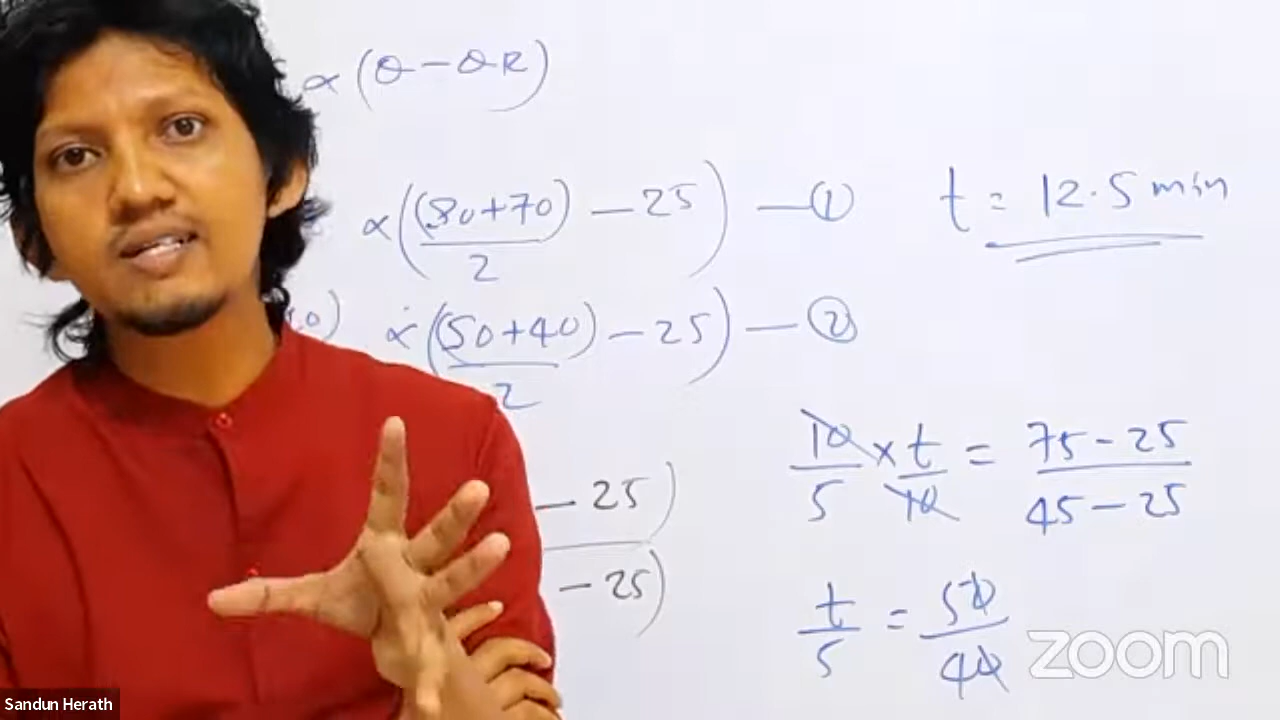 ∝ (θ − θR)
∝ ((80+70)/2 − 25) — ①
t = 12.5 min
0) ∝ ((50+40)/2 − 25) — ②
10/5 × t/10 = (75 − 25)/(45 − 25)
− 25)
− 25)
t/5 = 50/40
zoom
Sandun Herath